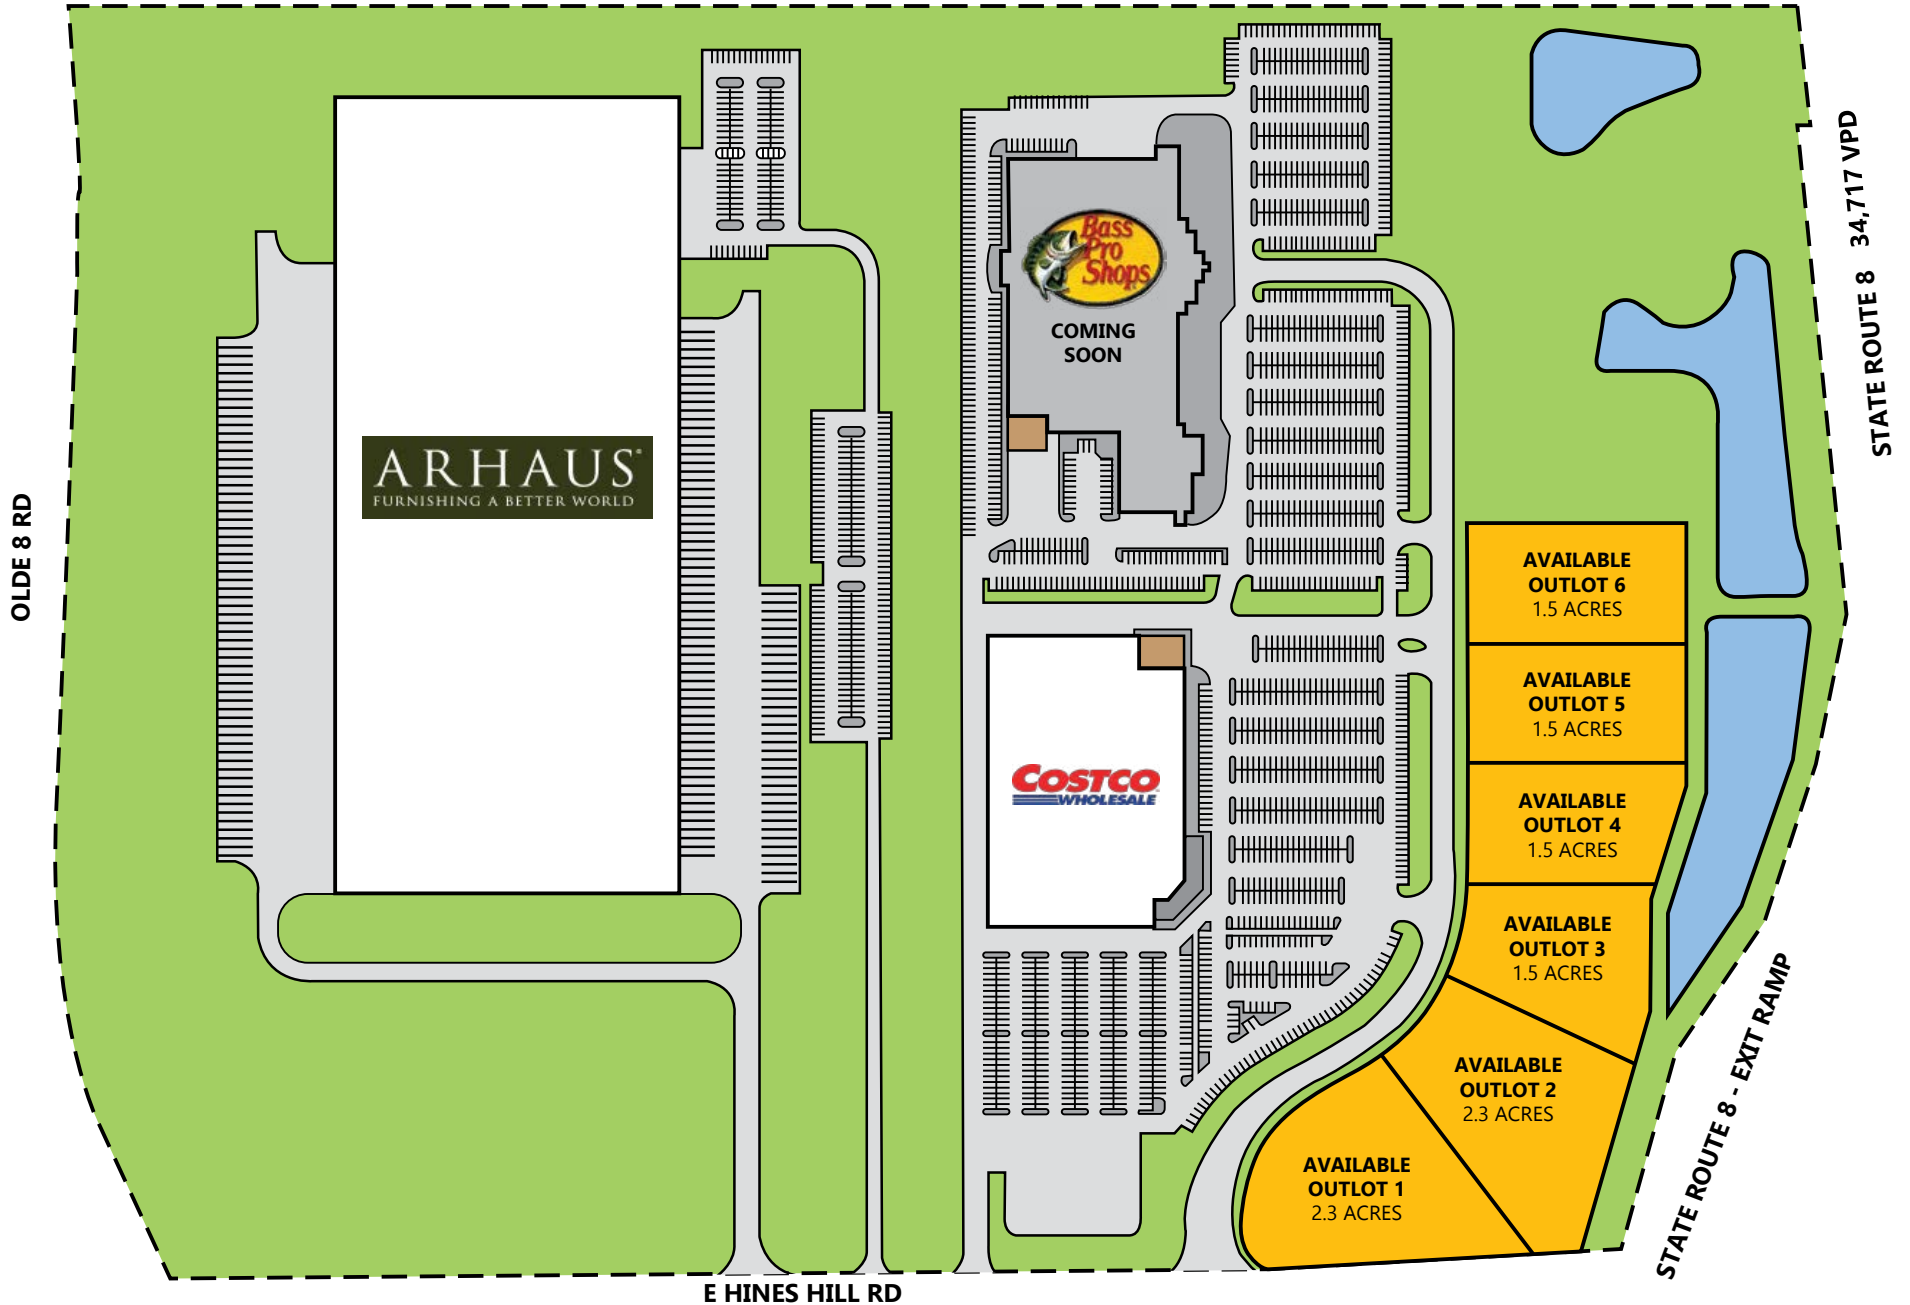 STATE ROUTE 8 34,717 VPD
Bass
Pro
Shops
COMING
SOON
ARHAUS
FURNISHING A BETTER WORLD
OLDE 8 RD
AVAILABLE
OUTLOT 6
1.5 ACRES
AVAILABLE
OUTLOT 5
1.5 ACRES
COSTCO
WHOLESALE
AVAILABLE
OUTLOT 4
1.5 ACRES
AVAILABLE
OUTLOT 3
1.5 ACRES
AVAILABLE
OUTLOT 2
2.3 ACRES
AVAILABLE
OUTLOT 1
2.3 ACRES
STATE ROUTE 8 - EXIT RAMP
E HINES HILL RD